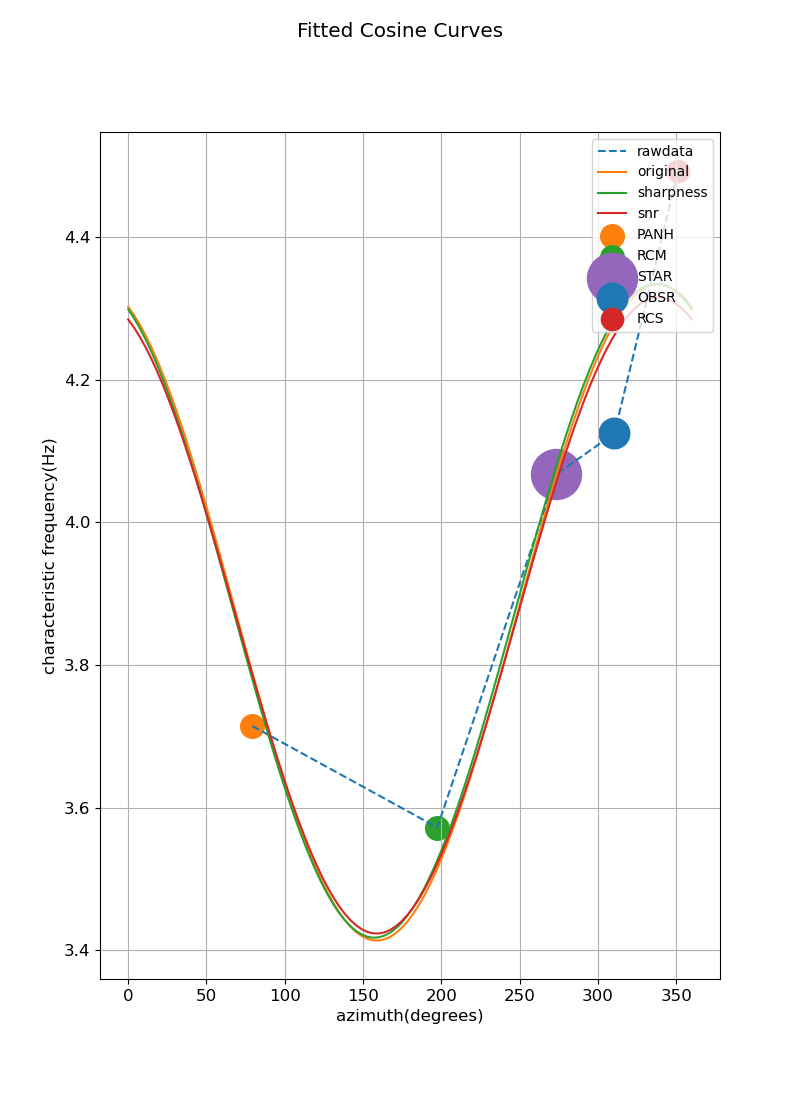 Fitted Cosine Curves
rawdata
original
sharpness
snr
PANH
RCM
STAR
OBSR
RCS
4.4
4.2
4.0
3.8
3.6
3.4
characteristic frequency(Hz)
0 50 100 150 200 250 300 350
azimuth(degrees)